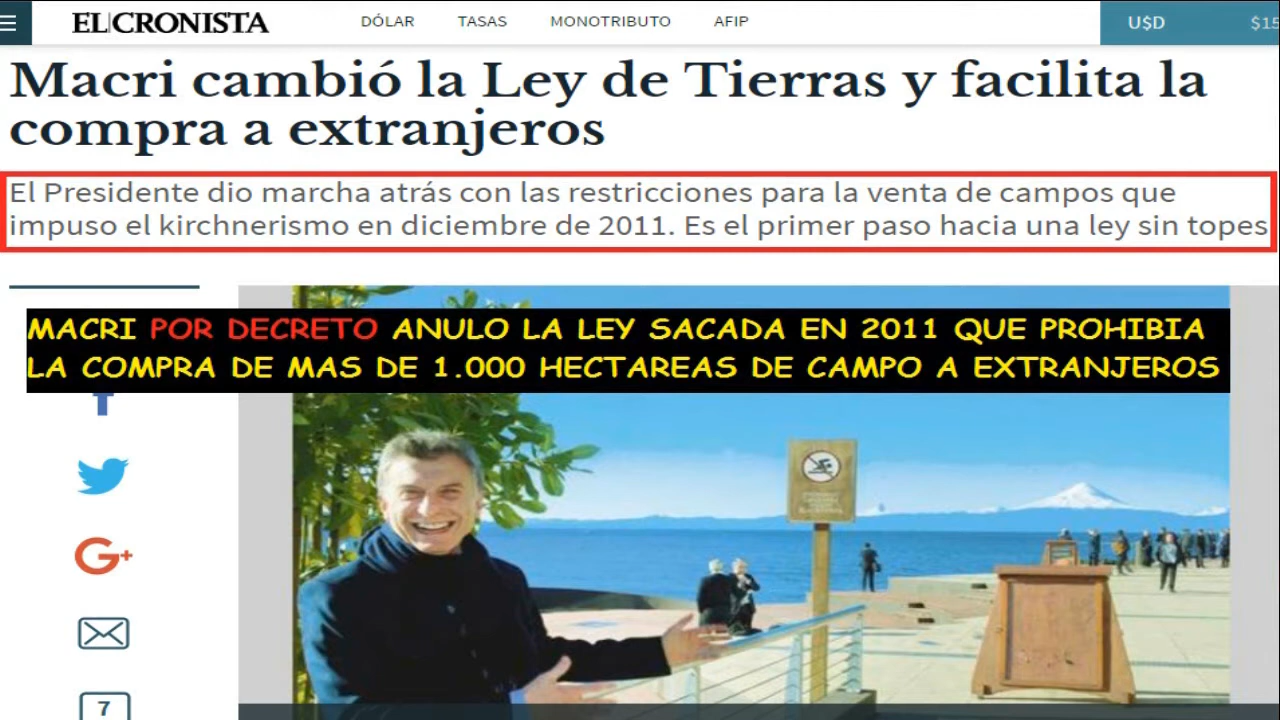 EL CRONISTA
DÓLAR TASAS MONOTRIBUTO AFIP
U$D $15
Macri cambió la Ley de Tierras y facilita la
compra a extranjeros
El Presidente dio marcha atrás con las restricciones para la venta de campos que
impuso el kirchnerismo en diciembre de 2011. Es el primer paso hacia una ley sin topes
MACRI POR DECRETO ANULO LA LEY SACADA EN 2011 QUE PROHIBIA
LA COMPRA DE MAS DE 1.000 HECTAREAS DE CAMPO A EXTRANJEROS
G+
7